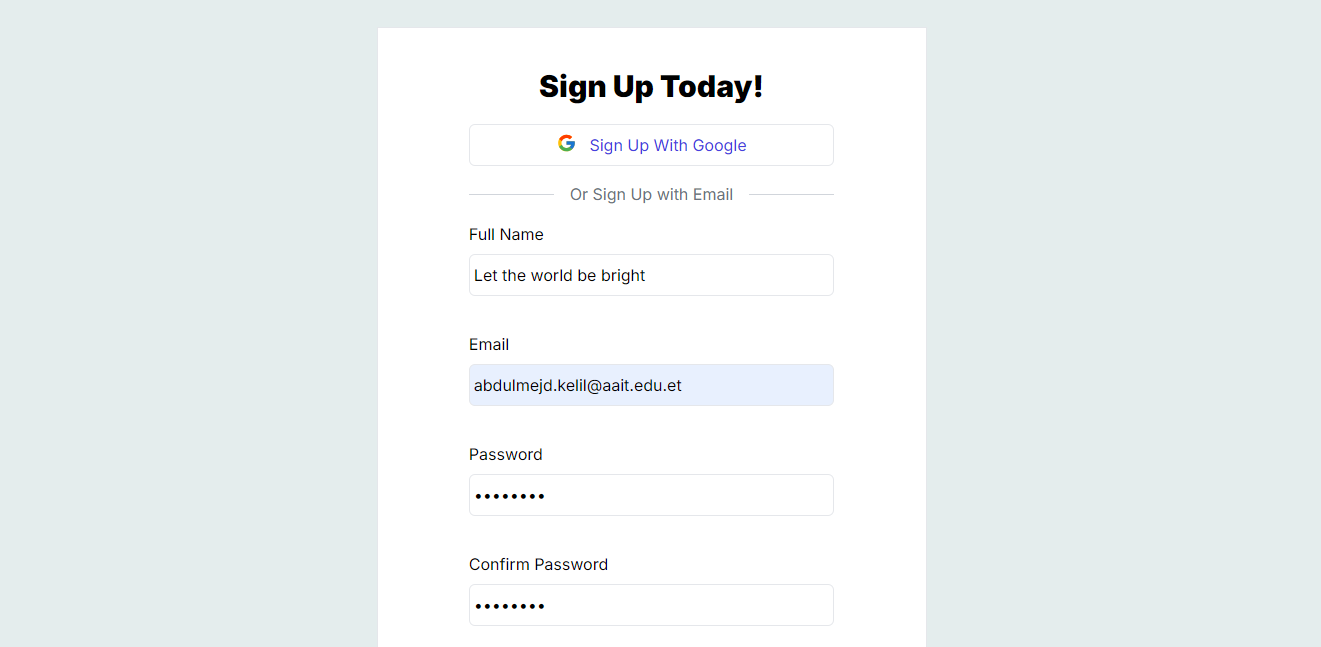 Sign Up Today!
Sign Up With Google
Or Sign Up with Email
Full Name
Let the world be bright
Email
abdulmejd.kelil@aait.edu.et
Password
••••••••
Confirm Password
••••••••